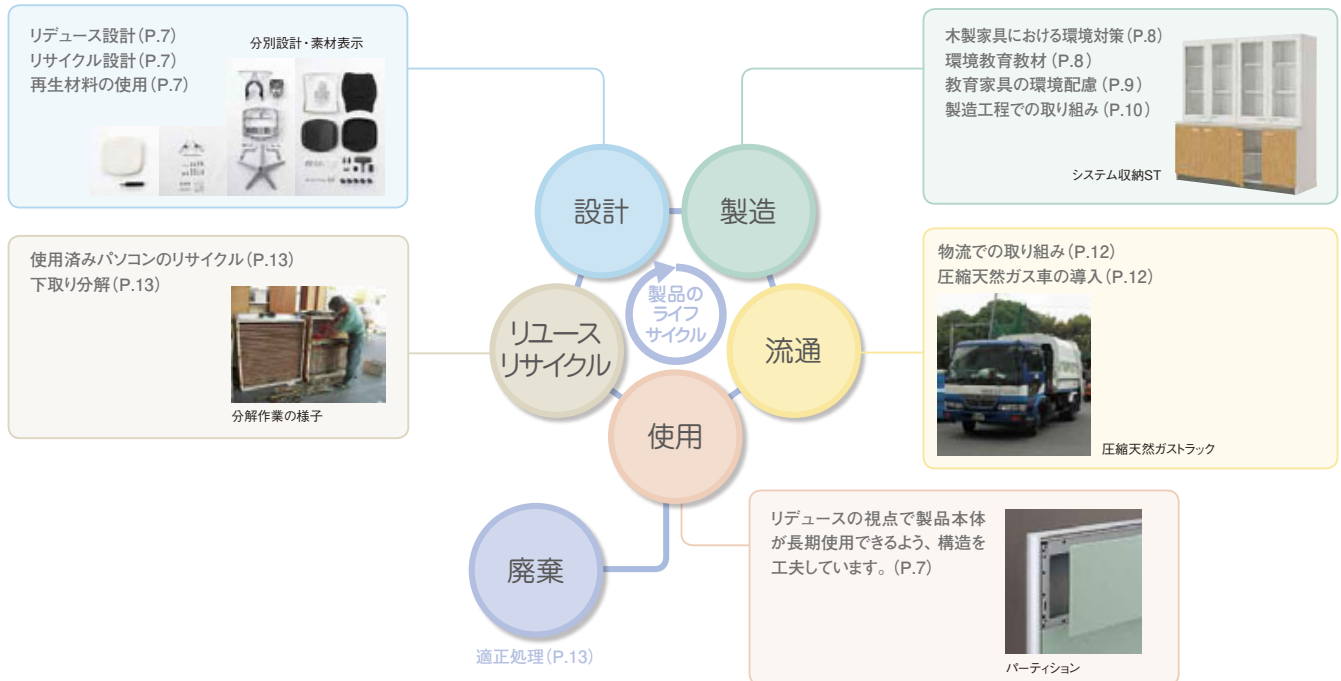 リデュース設計(P.7)
リサイクル設計(P.7)
再生材料の使用(P.7)
分別設計・素材表示
木製家具における環境対策(P.8)
環境教育教材(P.8)
教育家具の環境配慮(P.9)
製造工程での取り組み(P.10)
システム収納ST
設計
製造
使用済みパソコンのリサイクル(P.13)
下取り分解(P.13)
分解作業の様子
製品の
ライフ
サイクル
リユース
リサイクル
流通
使用
物流での取り組み(P.12)
圧縮天然ガス車の導入(P.12)
圧縮天然ガストラック
廃棄
適正処理(P.13)
リデュースの視点で製品本体
が長期使用できるよう、構造を
工夫しています。(P.7)
パーティション